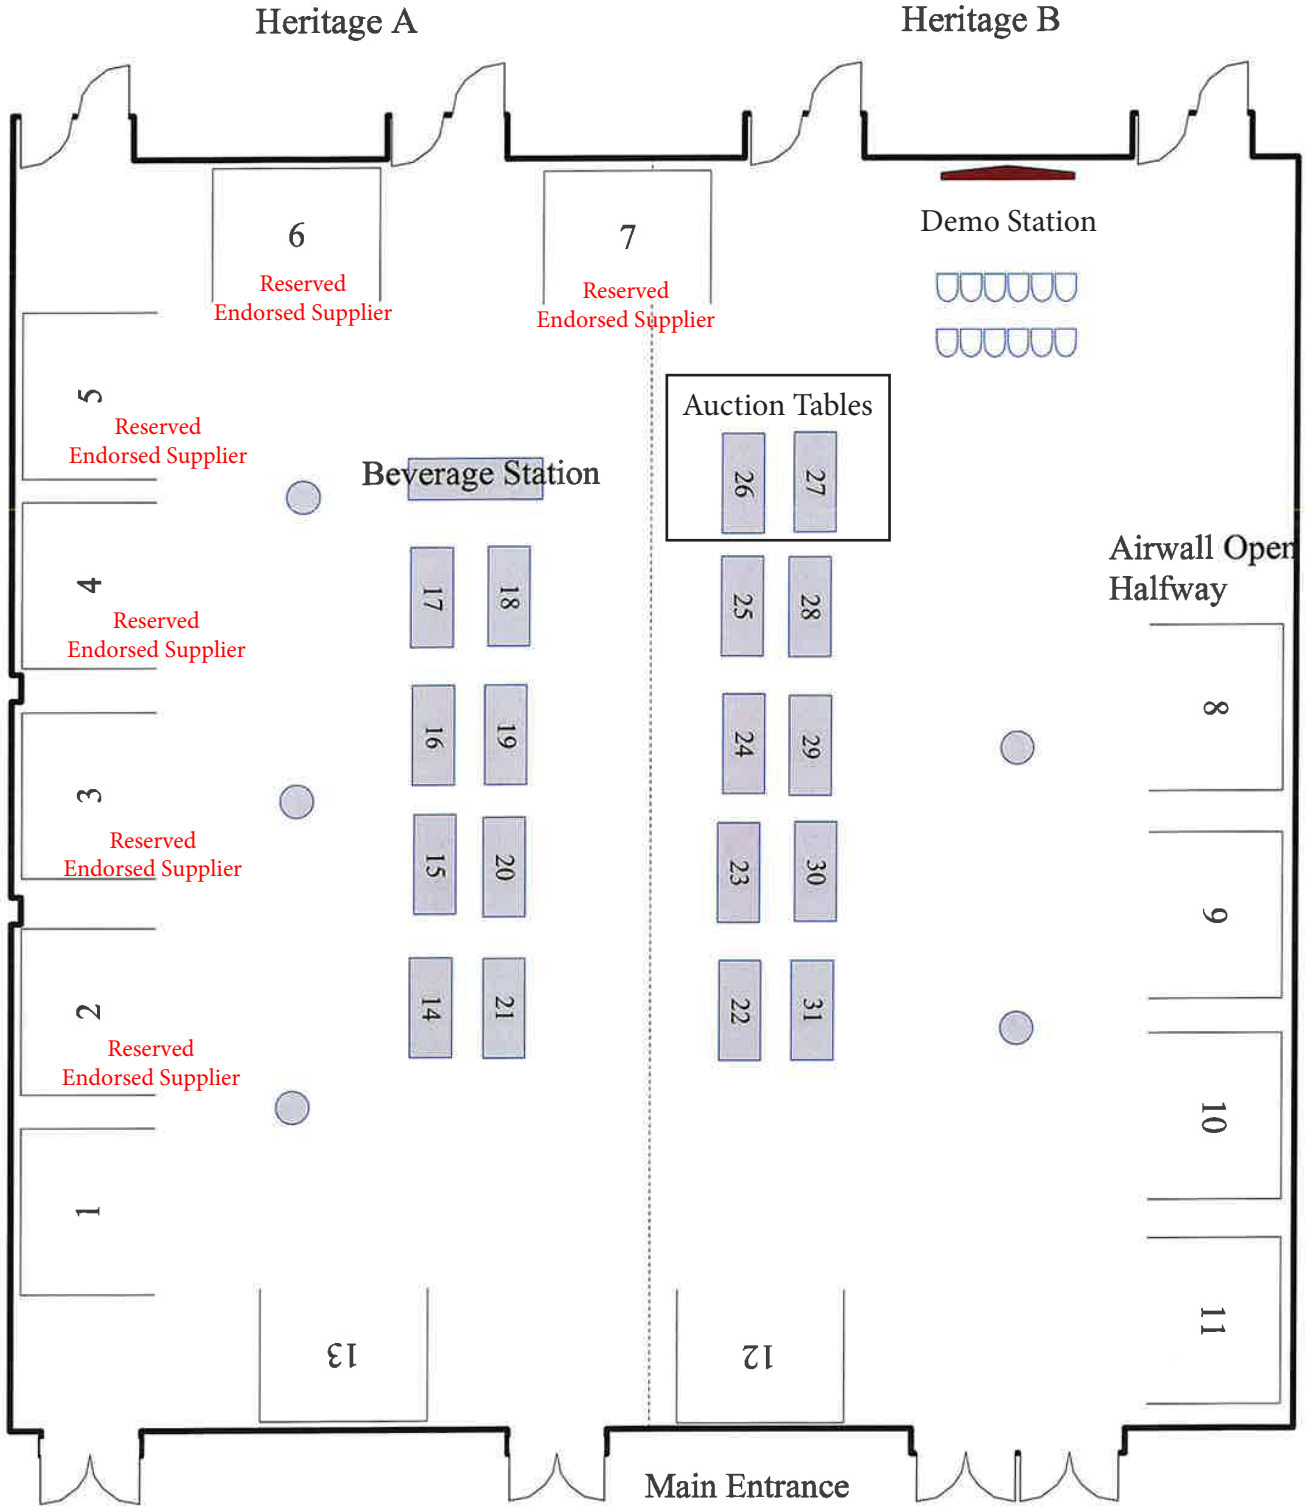 Heritage A
Heritage B
6
Reserved
Endorsed Supplier
7
Reserved
Endorsed Supplier
Demo Station
5
Reserved
Endorsed Supplier
Auction Tables
26
27
Beverage Station
Airwall Open
Halfway
4
Reserved
Endorsed Supplier
17
18
25
28
8
3
Reserved
Endorsed Supplier
16
19
24
29
15
20
23
30
9
2
Reserved
Endorsed Supplier
14
21
22
31
10
1
11
13
12
Main Entrance